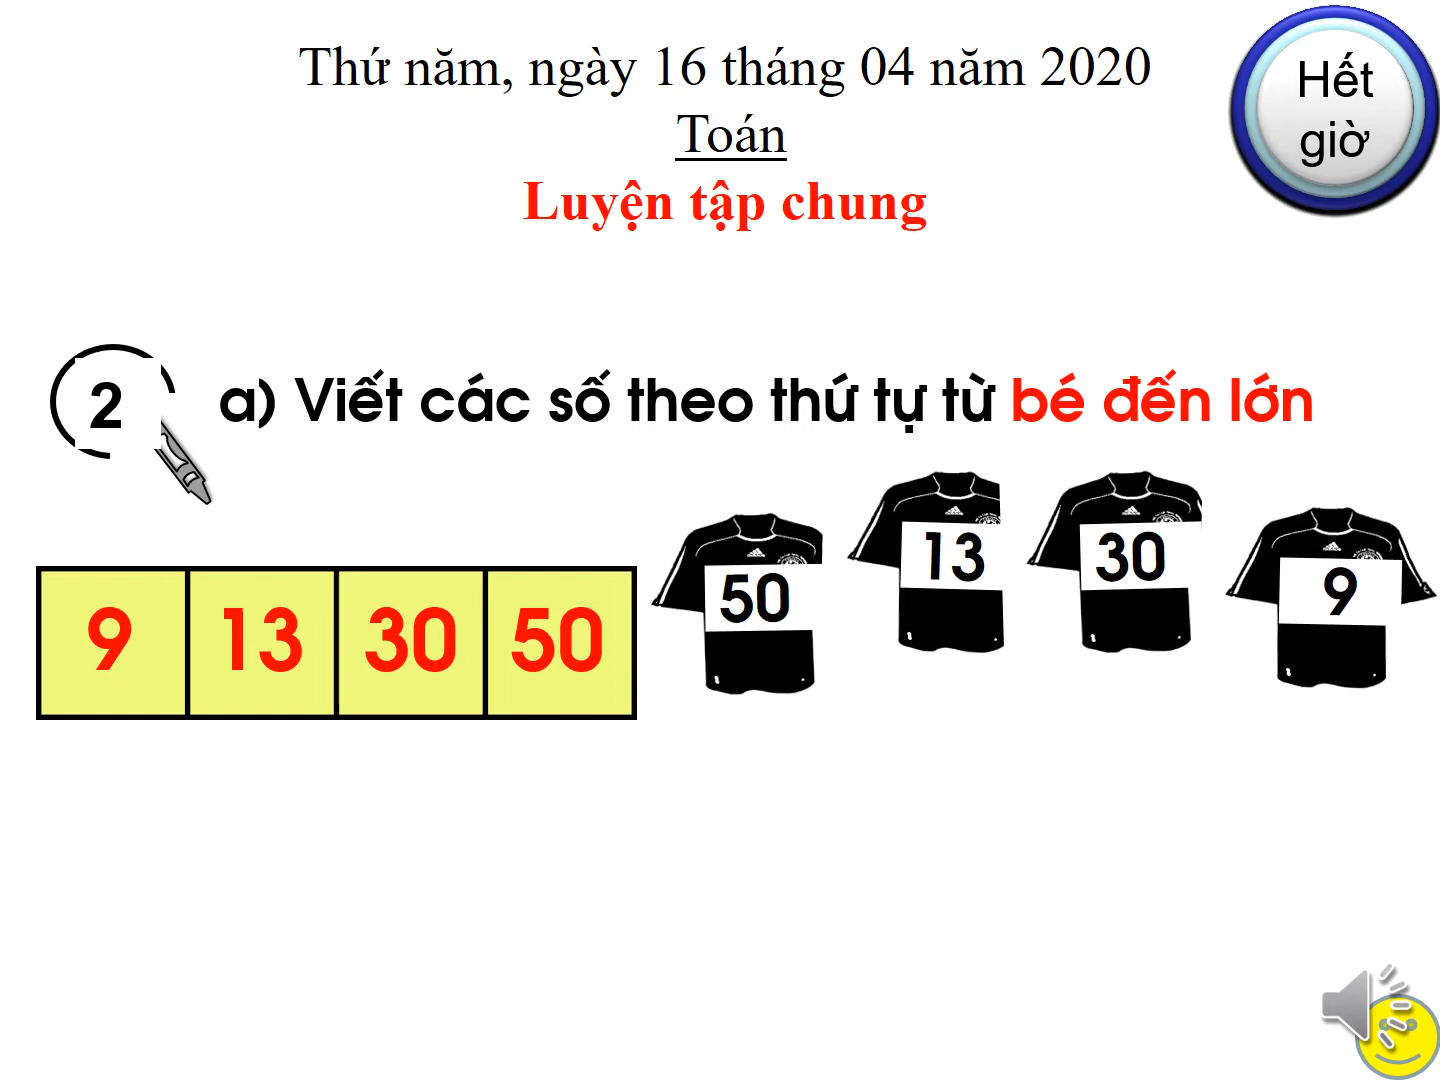 Thứ năm, ngày 16 tháng 04 năm 2020
Toán
Luyện tập chung
Hết
giờ
2 a) Viết các số theo thứ tự từ bé đến lớn
50 13 30 9
9 13 30 50